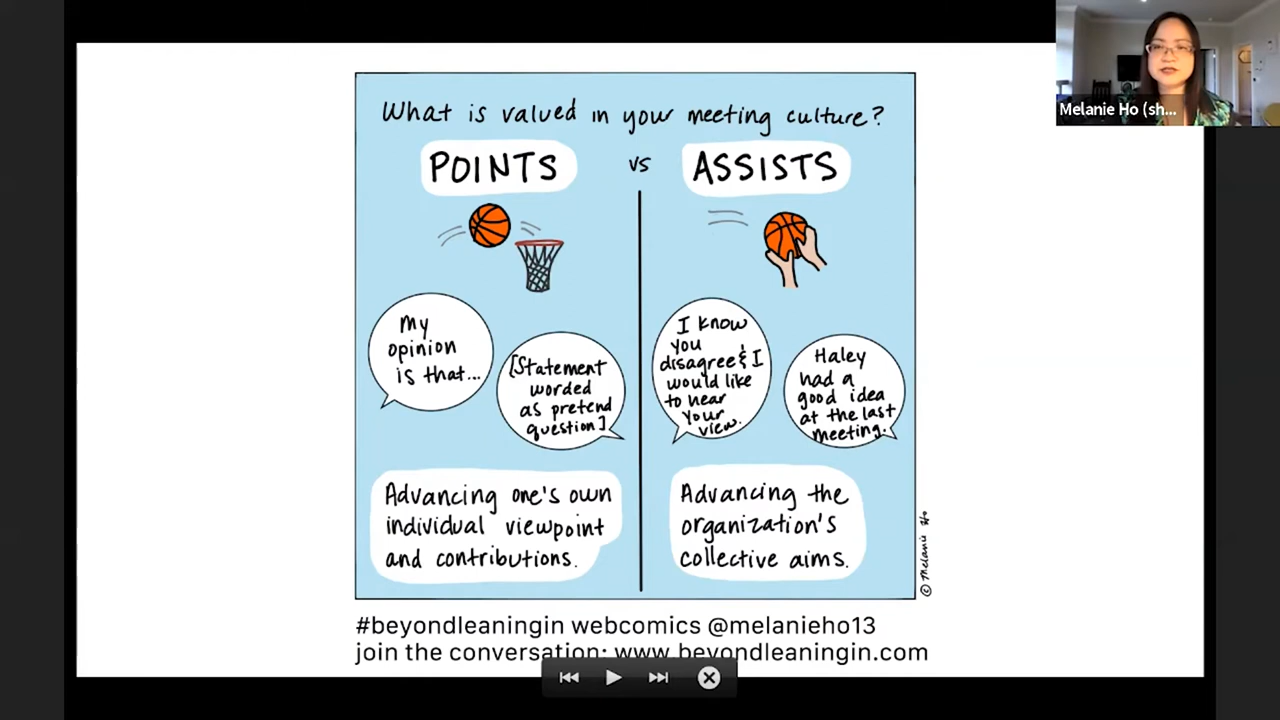 What is valued in your meeting culture?
POINTS vs ASSISTS
My
opinion
is that...
[Statement
worded
as pretend
question]
I know
you
disagree & I
would like
to hear
your
view.
Haley
had a
good idea
at the last
meeting.
Advancing one's own
individual viewpoint
and contributions.
Advancing the
organization's
collective aims.
© Melanie Ho
#beyondleaningin webcomics @melanieho13
join the conversation: www.beyondleaningin.com
Melanie Ho (sh...